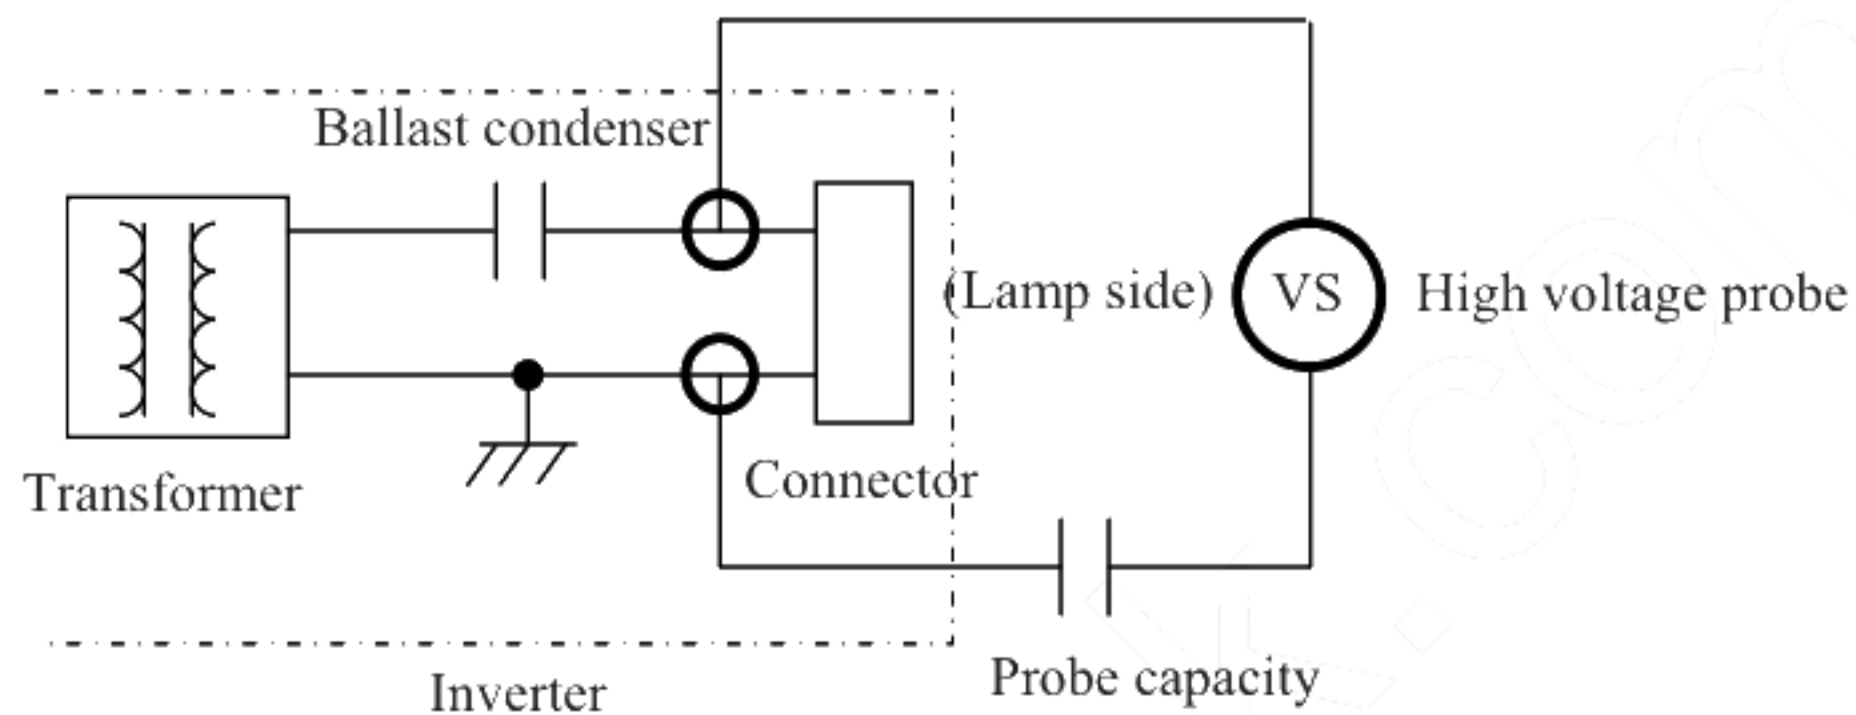 Ballast condenser
(Lamp side)
VS
High voltage probe
Transformer
Connector
Probe capacity
Inverter